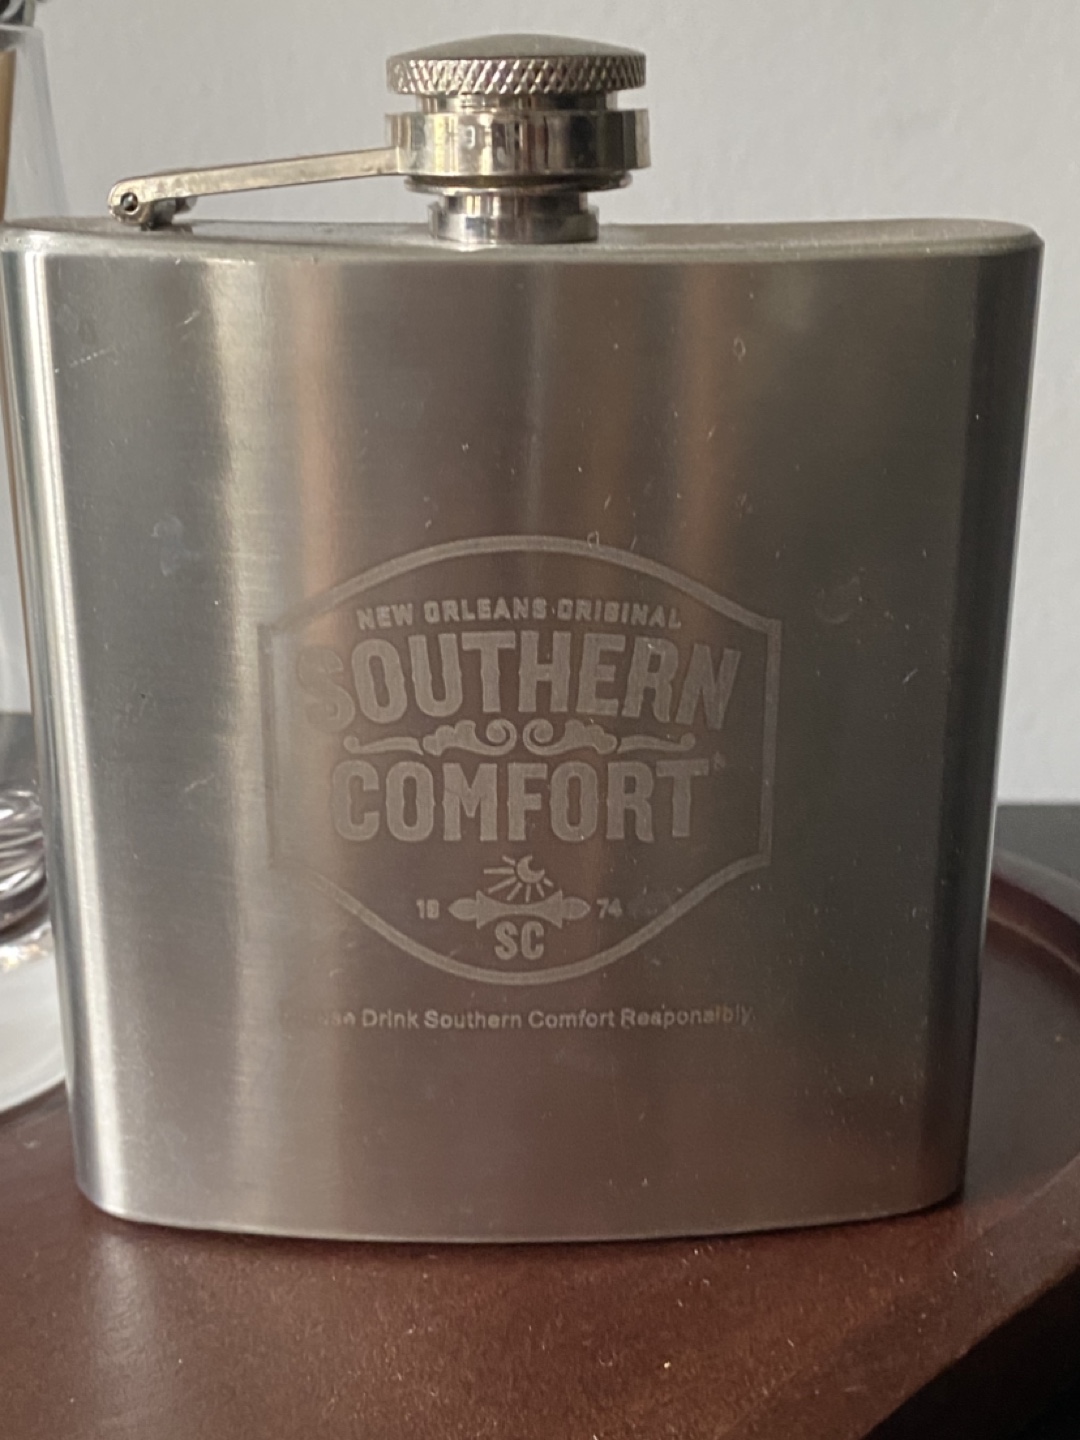 NEW ORLEANS ORIGINAL
SOUTHERN
COMFORT
18 74
SC
Drink Southern Comfort Responsibly